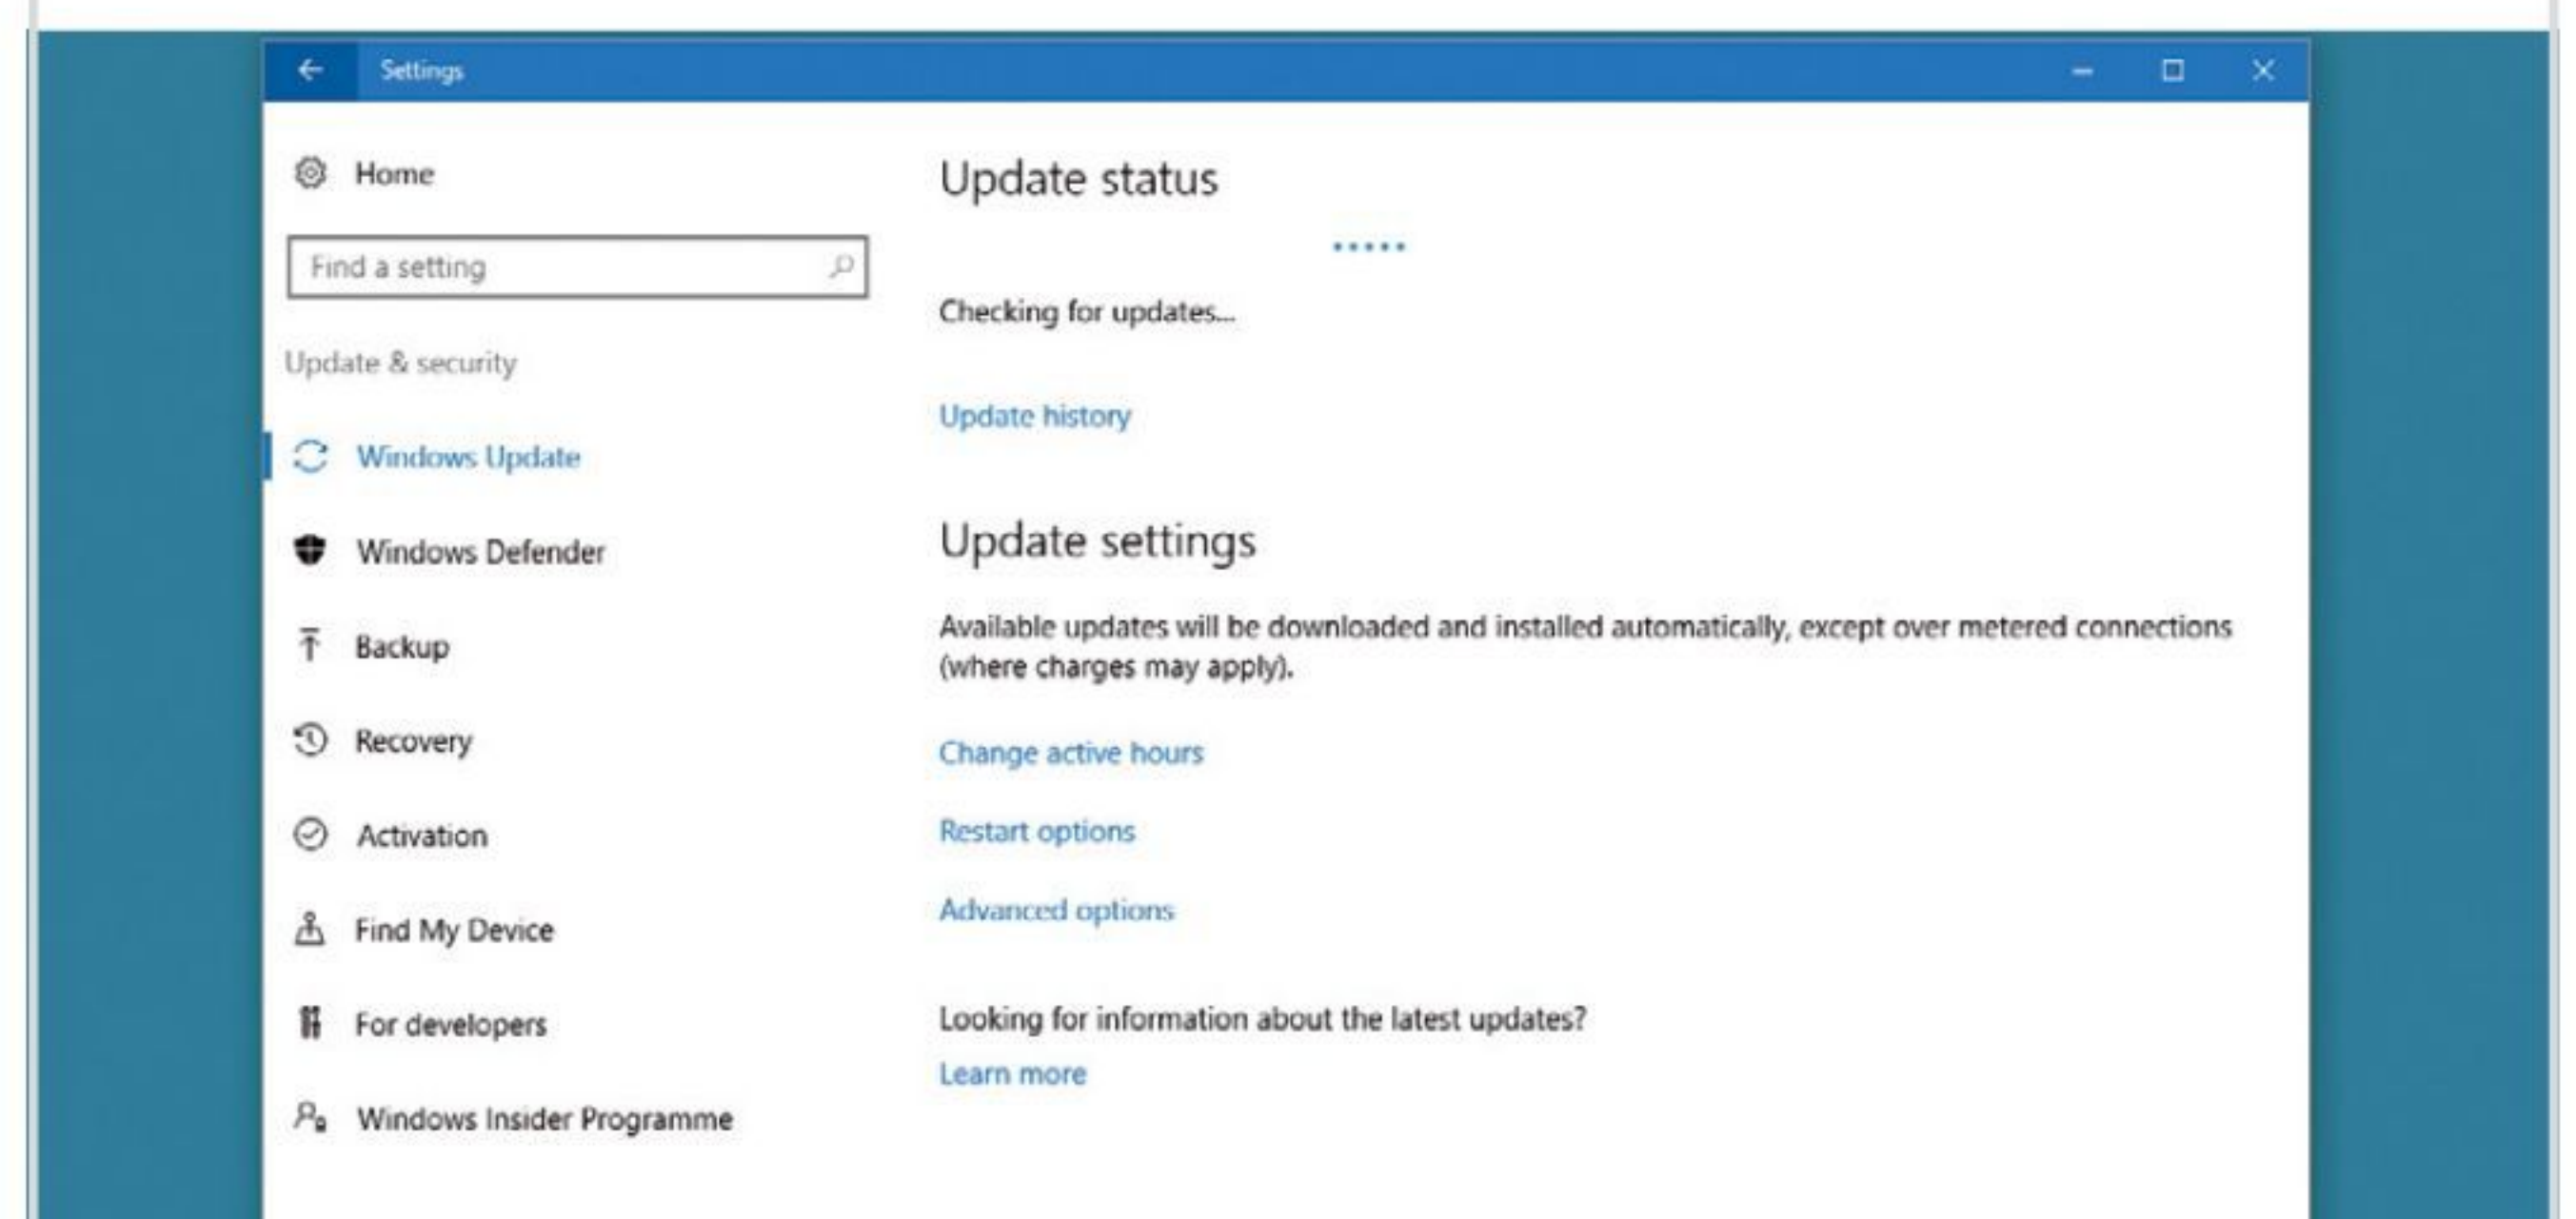 Settings
Home
Find a setting
Update & security
Windows Update
Windows Defender
Backup
Recovery
Activation
Find My Device
For developers
Windows Insider Programme
Update status
Checking for updates...
Update history
Update settings
Available updates will be downloaded and installed automatically, except over metered connections
(where charges may apply).
Change active hours
Restart options
Advanced options
Looking for information about the latest updates?
Learn more